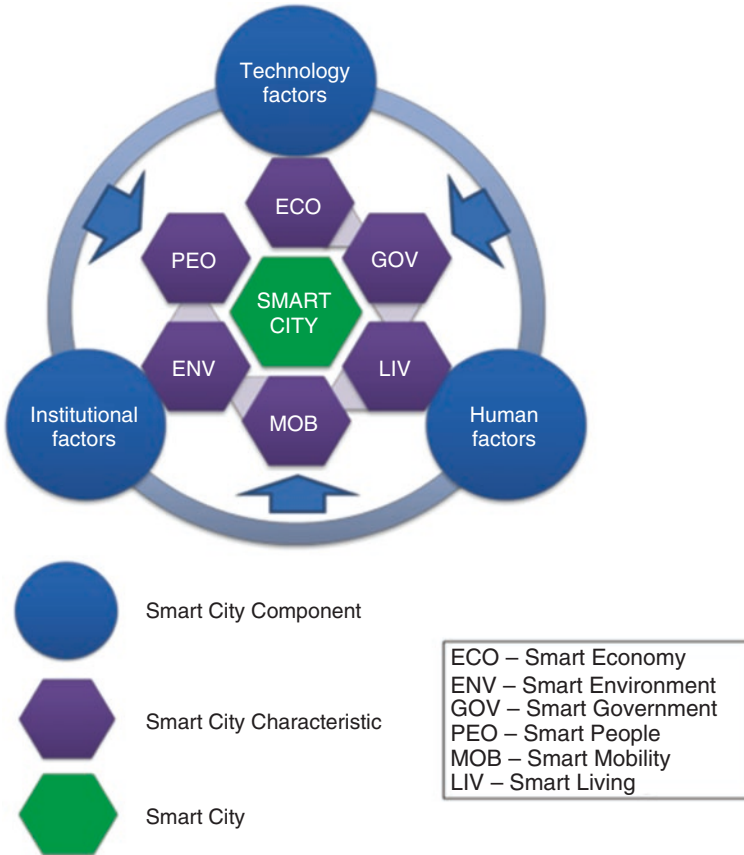 Technology
factors
ECO
PEO
GOV
SMART
CITY
ENV
LIV
MOB
Institutional
factors
Human
factors
Smart City Component
Smart City Characteristic
Smart City
ECO – Smart Economy
ENV – Smart Environment
GOV – Smart Government
PEO – Smart People
MOB – Smart Mobility
LIV – Smart Living